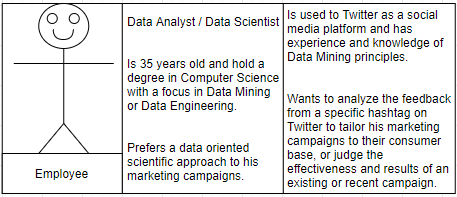 Data Analyst / Data Scientist
Is 35 years old and hold a
degree in Computer Science
with a focus in Data Mining
or Data Engineering.
Prefers a data oriented
scientific approach to his
marketing campaigns.
Is used to Twitter as a social
media platform and has
experience and knowledge of
Data Mining principles.
Wants to analyze the feedback
from a specific hashtag on
Twitter to tailor his marketing
campaigns to their consumer
base, or judge the
effectiveness and results of an
existing or recent campaign.
Employee